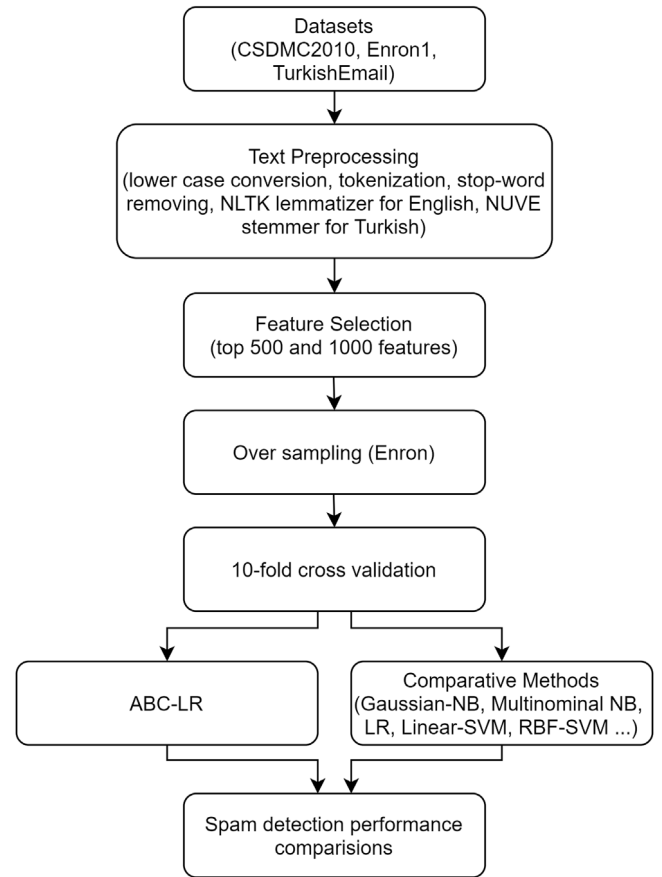 Datasets
(CSDMC2010, Enron1,
TurkishEmail)
Text Preprocessing
(lower case conversion, tokenization, stop-word
removing, NLTK lemmatizer for English, NUVE
stemmer for Turkish)
Feature Selection
(top 500 and 1000 features)
Over sampling (Enron)
10-fold cross validation
ABC-LR
Comparative Methods
(Gaussian-NB, Multinominal NB,
LR, Linear-SVM, RBF-SVM ...)
Spam detection performance
comparisions